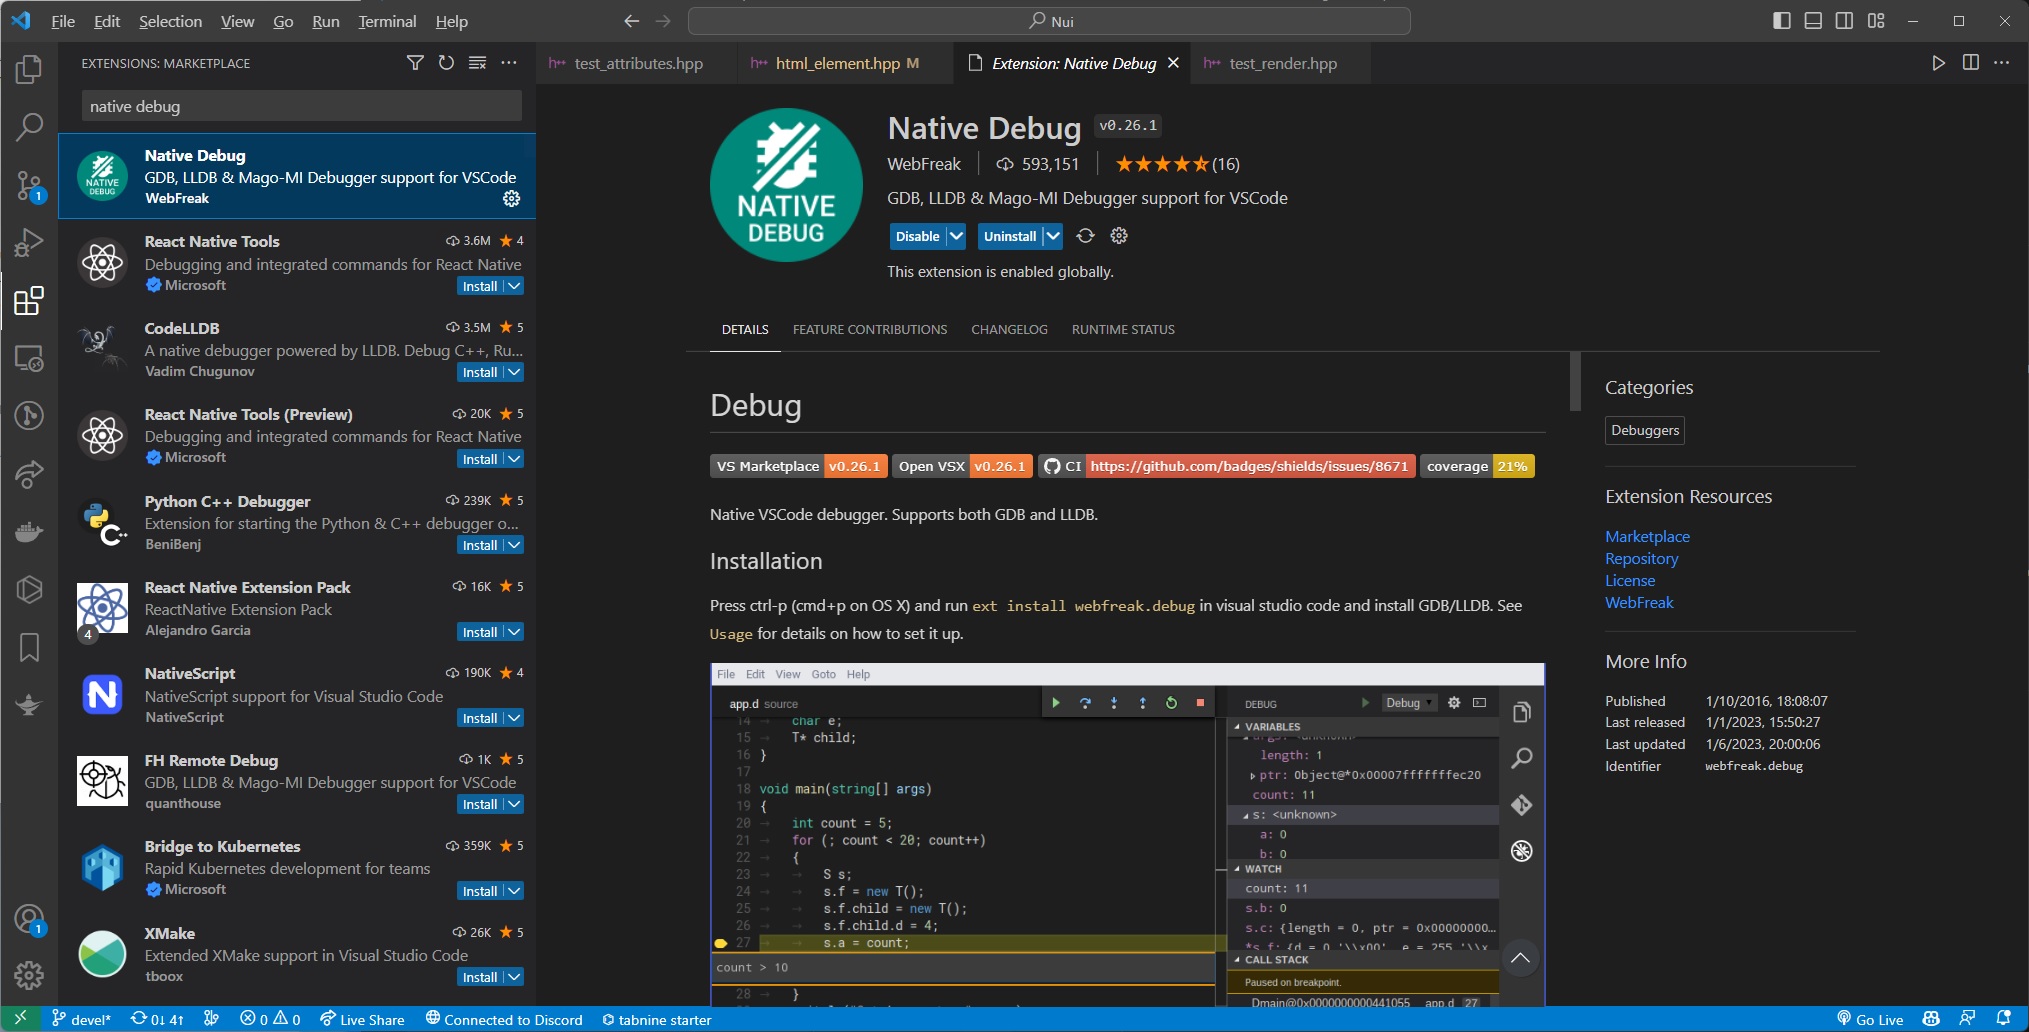 File Edit Selection View Go Run Terminal Help
Nui
EXTENSIONS: MARKETPLACE
native debug
Native Debug
GDB, LLDB & Mago-MI Debugger support for VSCode
WebFreak
NATIVE
DEBUG
React Native Tools 3.6M 4
Debugging and integrated commands for React Native
Microsoft Install
CodeLLDB 3.5M 5
A native debugger powered by LLDB. Debug C++, Ru...
Vadim Chugunov Install
React Native Tools (Preview) 20K 5
Debugging and integrated commands for React Native
Microsoft Install
Python C++ Debugger 239K 5
Extension for starting the Python & C++ debugger o...
BeniBenj Install
React Native Extension Pack 16K 5
ReactNative Extension Pack
Alejandro Garcia Install
4
NativeScript 190K 4
NativeScript support for Visual Studio Code
NativeScript Install
FH Remote Debug 1K 5
GDB, LLDB & Mago-MI Debugger support for VSCode
quanthouse Install
Bridge to Kubernetes 359K 5
Rapid Kubernetes development for teams
Microsoft Install
XMake 26K 5
Extended XMake support in Visual Studio Code
tboox Install
1
1
test_attributes.hpp html_element.hpp M Extension: Native Debug test_render.hpp
NATIVE
DEBUG
Native Debug v0.26.1
WebFreak 593,151 (16)
GDB, LLDB & Mago-MI Debugger support for VSCode
Disable Uninstall
This extension is enabled globally.
DETAILS FEATURE CONTRIBUTIONS CHANGELOG RUNTIME STATUS
Debug
VS Marketplace v0.26.1 Open VSX v0.26.1 CI https://github.com/badges/shields/issues/8671 coverage 21%
Native VSCode debugger. Supports both GDB and LLDB.
Installation
Press ctrl-p (cmd+p on OS X) and run ext install webfreak.debug in visual studio code and install GDB/LLDB. See
Usage for details on how to set it up.
File Edit View Goto Help
app.d source
14 char e;
15 T* child;
16 }
17
18 void main(string[] args)
19 {
20 int count = 5;
21 for (; count < 20; count++)
22 {
23 S s;
24 s.f = new T();
25 s.f.child = new T();
26 s.f.child.d = 4;
27 s.a = count;
count > 10
28 }
DEBUG Debug
VARIABLES
args: <unknown>
length: 1
ptr: Object@*0x00007fffffffec20
count: 11
s: <unknown>
a: 0
b: 0
WATCH
count: 11
s.b: 0
s.c: {length = 0, ptr = 0x00000000...
*s.f: {d = 0 '\\x00', e = 255 '\\x
CALL STACK
Paused on breakpoint.
Dmain@0x0000000000441055 app.d 27
Categories
Debuggers
Extension Resources
Marketplace
Repository
License
WebFreak
More Info
Published 1/10/2016, 18:08:07
Last released 1/1/2023, 15:50:27
Last updated 1/6/2023, 20:00:06
Identifier webfreak.debug
devel* 0↓ 4↑ 0 0 Live Share Connected to Discord tabnine starter Go Live